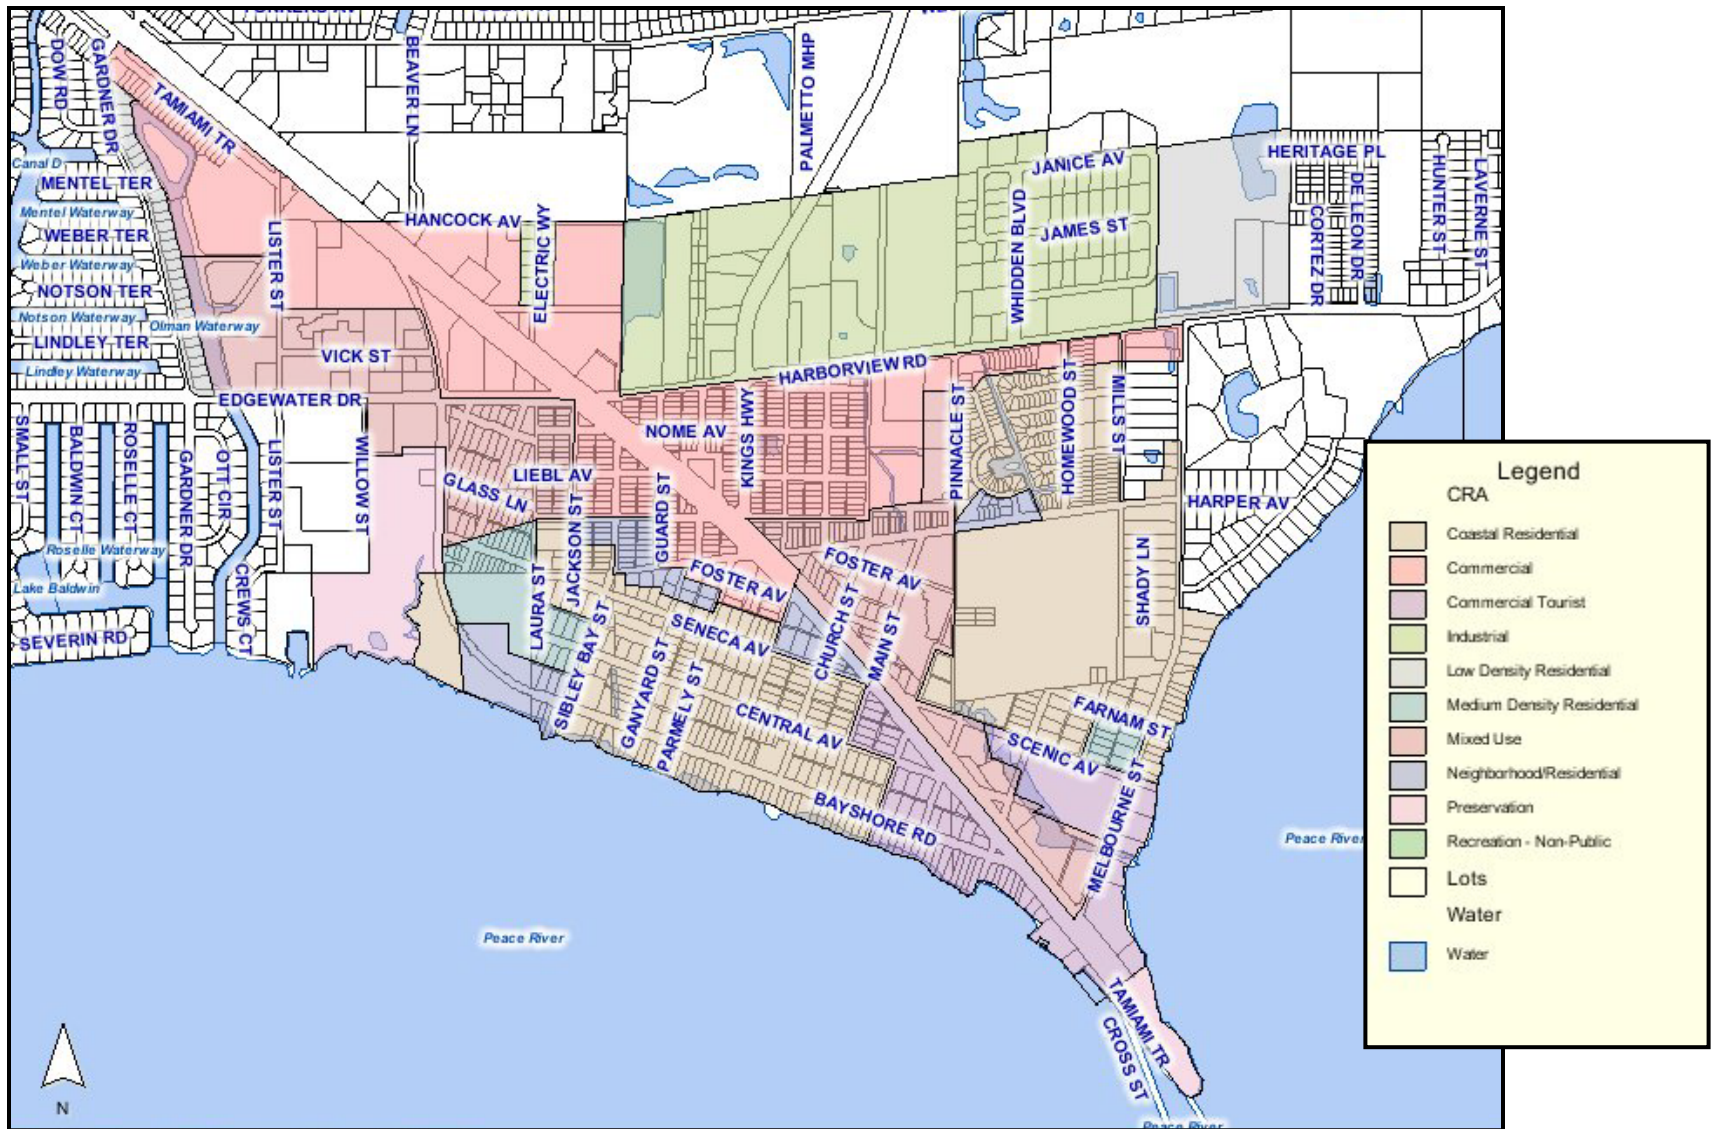 BEAVER LN
DOW RD
GARDNER DR
TAMIAMI TR
PALMETTO MHP
Canal D
MENTEL TER
Mentel Waterway
WEBER TER
Weber Waterway
NOTSON TER
Notson Waterway
LINDLEY TER
Lindley Waterway
Olman Waterway
LISTER ST
HANCOCK AV
ELECTRIC WY
VICK ST
EDGEWATER DR
JANICE AV
JAMES ST
WHIDDEN BLVD
HERITAGE PL
CORTEZ DR
DE LEON DR
HUNTER ST
LAVERNE ST
HARBORVIEW RD
NOME AV
KINGS HWY
PINNACLE ST
HOMEWOOD ST
MILLS ST
SMALL ST
BALDWIN CT
ROSELLE CT
GARDNER DR
OTT CIR
LISTER ST
WILLOW ST
GLASS LN
LIEBL AV
JACKSON ST
GUARD ST
HARPER AV
Roselle Waterway
Lake Baldwin
SEVERIN RD
CREWS CT
LAURA ST
SIBLEY BAY ST
FOSTER AV
FOSTER AV
SENECA AV
CHURCH ST
MAIN ST
SHADY LN
GANYARD ST
PARMELY ST
CENTRAL AV
FARNAM ST
SCENIC AV
BAYSHORE RD
MELBOURNE ST
Peace River
Peace River
TAMIAMI TR
CROSS ST
Peace River
N
Legend
CRA
Coastal Residential
Commercial
Commercial Tourist
Industrial
Low Density Residential
Medium Density Residential
Mixed Use
Neighborhood/Residential
Preservation
Recreation - Non-Public
Lots
Water
Water